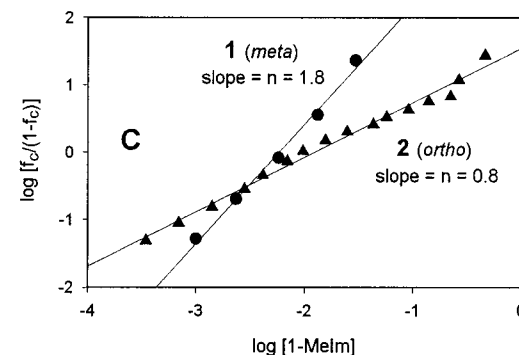 2
1 (meta)
slope = n = 1.8
1
C
0
2 (ortho)
slope = n = 0.8
-1
-2
-4 -3 -2 -1 0
log [fc/(1-fc)]
log [1-MeIm]